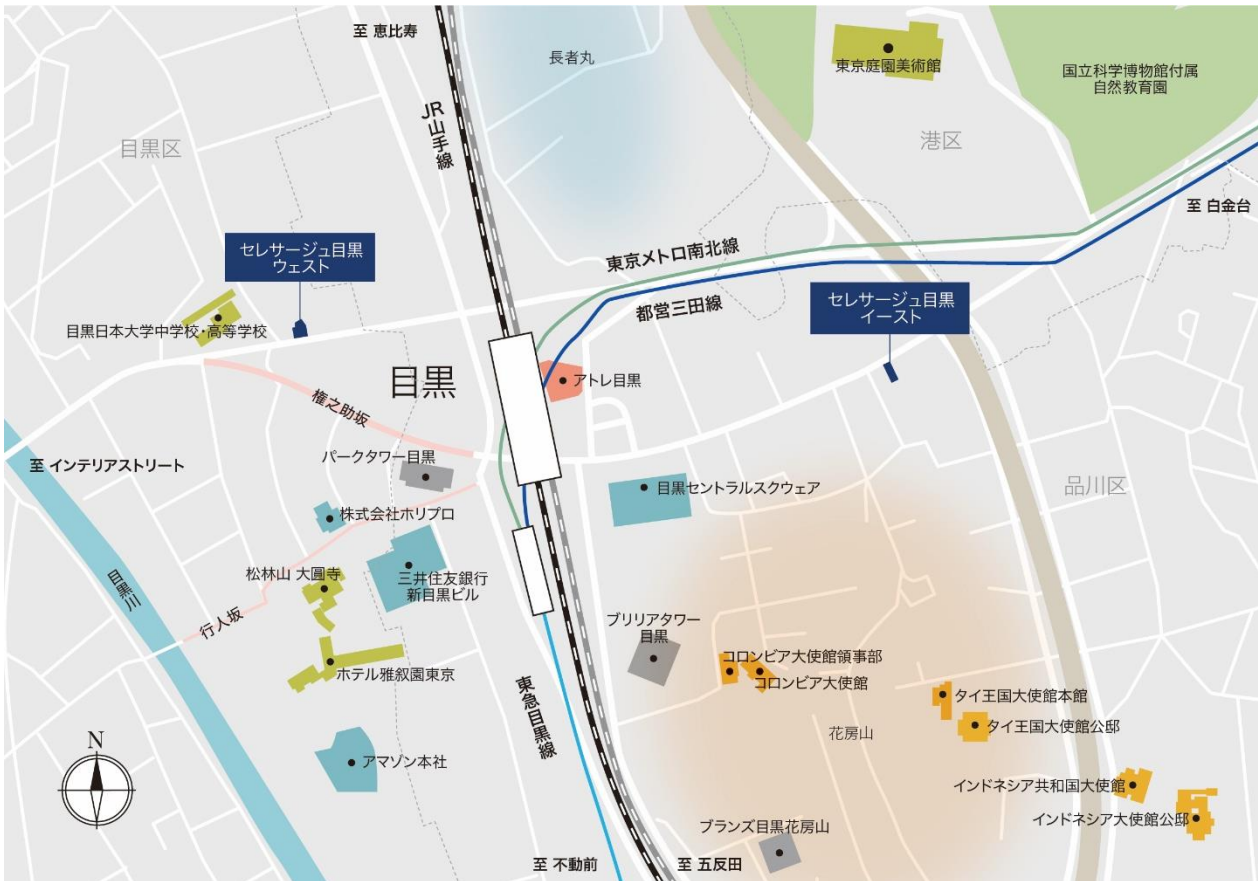 至 恵比寿
長者丸
東京庭園美術館
国立科学博物館付属
自然教育園
JR山手線
目黒区
港区
至 白金台
セレサージュ目黒
ウェスト
東京メトロ南北線
都営三田線
セレサージュ目黒
イースト
目黒日本大学中学校・高等学校
目黒
アトレ目黒
権之助坂
至 インテリアストリート
パークタワー目黒
目黒セントラルスクウェア
品川区
株式会社ホリプロ
松林山 大圓寺
三井住友銀行
新目黒ビル
目黒川
行人坂
ブリリアタワー
目黒
コロンビア大使館領事部
コロンビア大使館
ホテル雅叙園東京
東急目黒線
タイ王国大使館本館
タイ王国大使館公邸
花房山
N
アマゾン本社
インドネシア共和国大使館
インドネシア大使館公邸
ブランズ目黒花房山
至 不動前
至 五反田